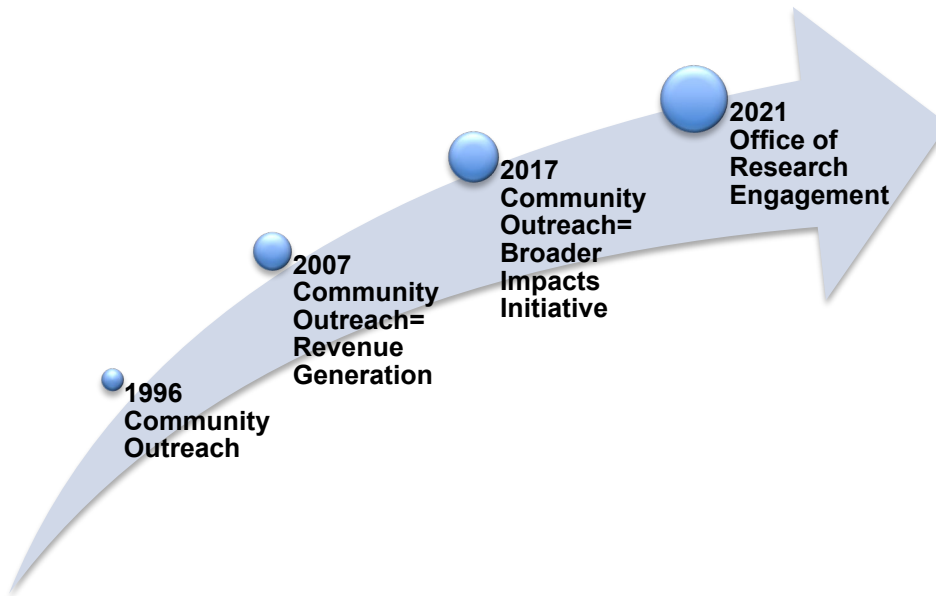 1996
Community
Outreach
2007
Community
Outreach=
Revenue
Generation
2017
Community
Outreach=
Broader
Impacts
Initiative
2021
Office of
Research
Engagement